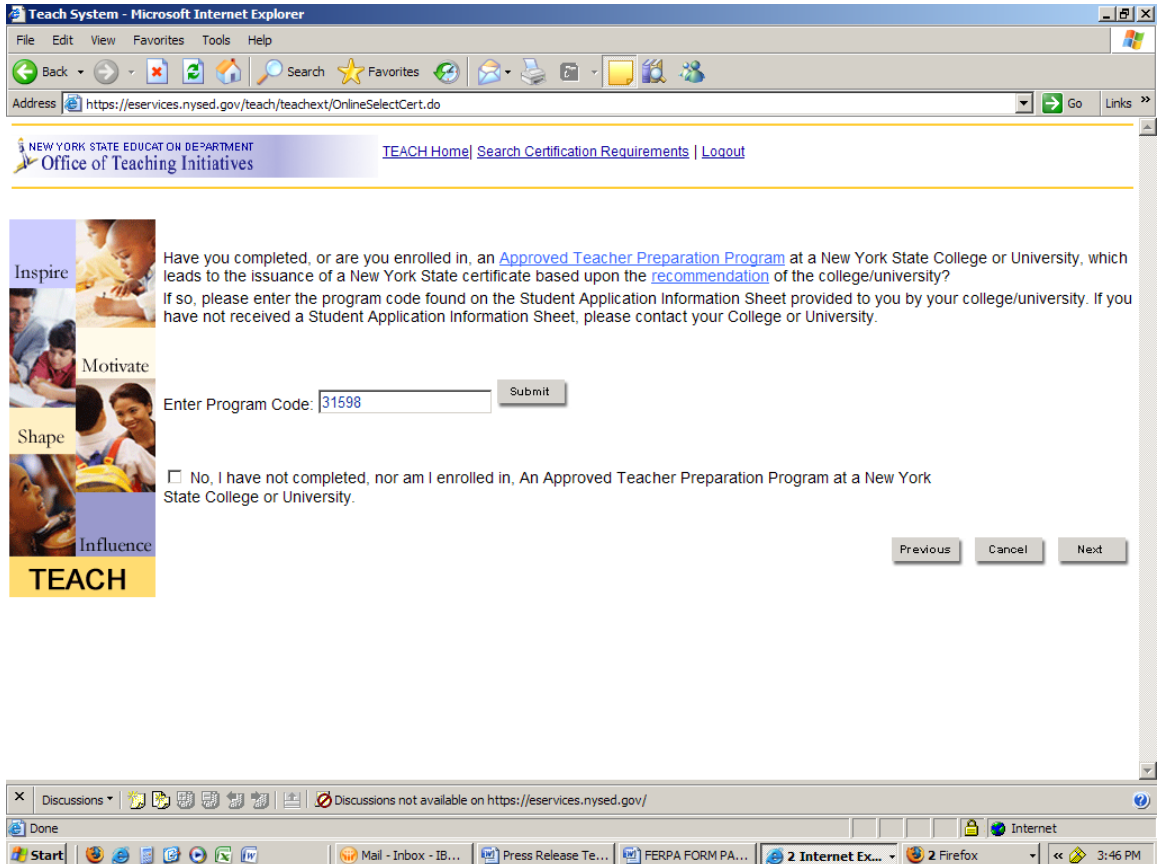 Teach System - Microsoft Internet Explorer
File Edit View Favorites Tools Help
Back Search Favorites
Address https://eservices.nysed.gov/teach/teachext/OnlineSelectCert.do Go Links »
NEW YORK STATE EDUCATION DEPARTMENT
Office of Teaching Initiatives
TEACH Home| Search Certification Requirements | Logout
Inspire
Motivate
Shape
Influence
TEACH
Have you completed, or are you enrolled in, an Approved Teacher Preparation Program at a New York State College or University, which
leads to the issuance of a New York State certificate based upon the recommendation of the college/university?
If so, please enter the program code found on the Student Application Information Sheet provided to you by your college/university. If you
have not received a Student Application Information Sheet, please contact your College or University.
Enter Program Code: 31598 Submit
No, I have not completed, nor am I enrolled in, An Approved Teacher Preparation Program at a New York
State College or University.
Previous Cancel Next
× Discussions Discussions not available on https://eservices.nysed.gov/
Done Internet
Start Mail - Inbox - IB... Press Release Te... FERPA FORM PA... 2 Internet Ex... 2 Firefox « 3:46 PM